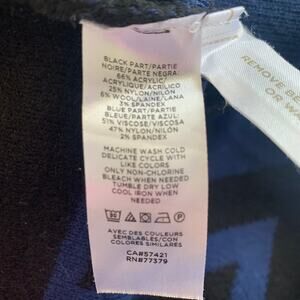 BLACK PART/PARTIE
NOIRE/PARTE NEGRA:
66% ACRYLIC/
ACRYLIQUE/ACRILICO
25% NYLON/NILÓN
6% WOOL/LAINE/LANA
3% SPANDEX
BLUE PART/PARTIE
BLEUE/PARTE AZUL:
51% VISCOSE/VISCOSA
47% NYLON/NILÓN
2% SPANDEX
MACHINE WASH COLD
DELICATE CYCLE WITH
LIKE COLORS
ONLY NON-CHLORINE
BLEACH WHEN NEEDED
TUMBLE DRY LOW
COOL IRON WHEN
REQUIRED
AVEC DES COULEURS
SEMBLABLES/CON
COLORES SIMILARES
CA#57421
RN#77379
REMOVE BE
OR W